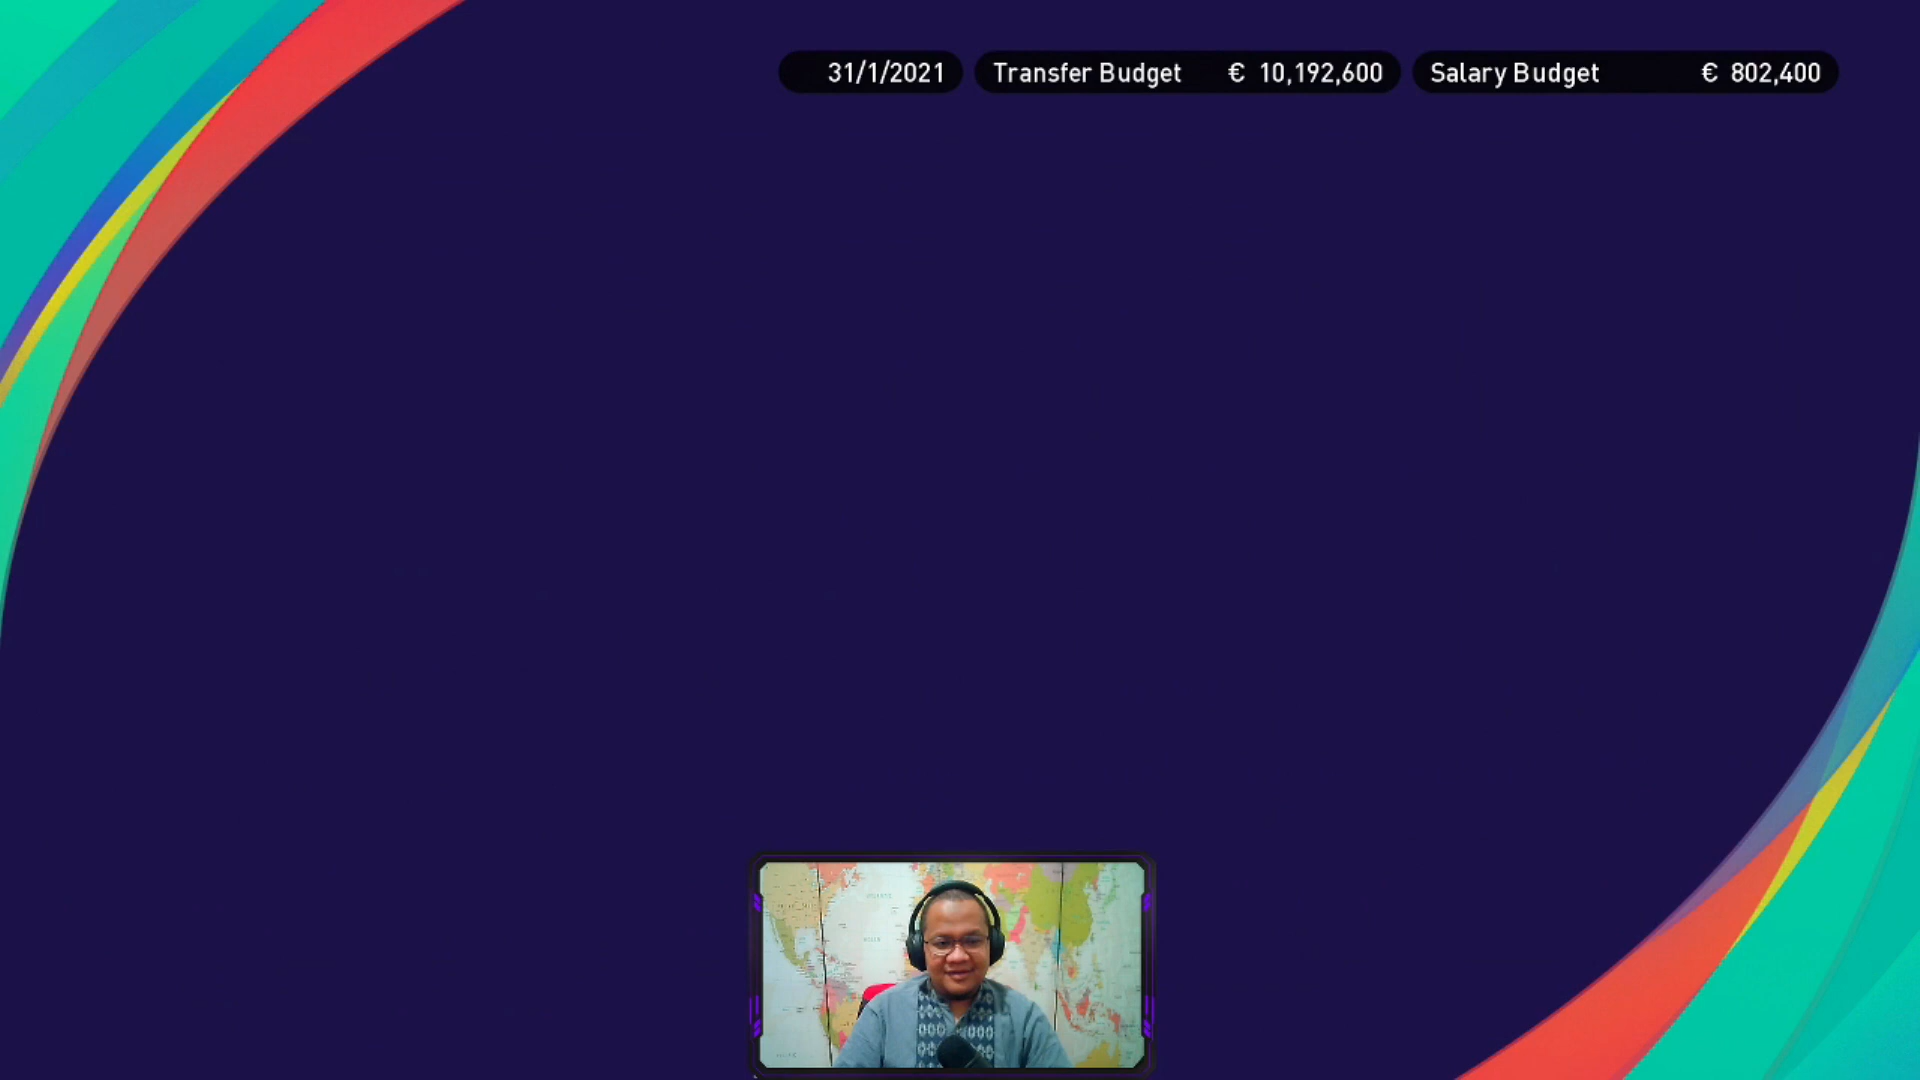 31/1/2021 Transfer Budget € 10,192,600 Salary Budget € 802,400